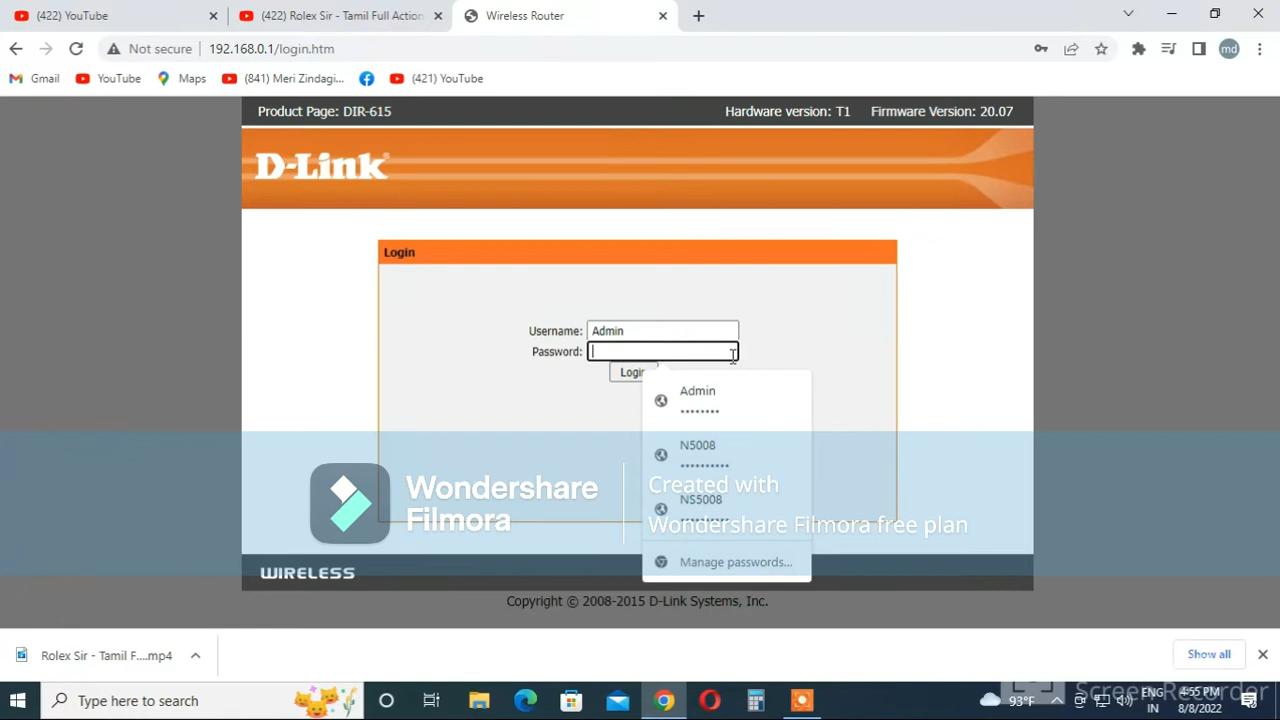 (422) YouTube
(422) Rolex Sir - Tamil Full Action
Wireless Router
Not secure
192.168.0.1/login.htm
md
Gmail
YouTube
Maps
(841) Meri Zindagi...
(421) YouTube
Product Page: DIR-615
Hardware version: T1
Firmware Version: 20.07
D-Link®
Login
Username: Admin
Password:
Login
Admin
••••••••
N5008
••••••••••
NS5008
Manage passwords...
Wondershare
Filmora
Created with
Wondershare Filmora free plan
WIRELESS
Copyright © 2008-2015 D-Link Systems, Inc.
Rolex Sir - Tamil F....mp4
Show all
Type here to search
93°F
ENG
IN
4:55 PM
8/8/2022
Screen Recorder